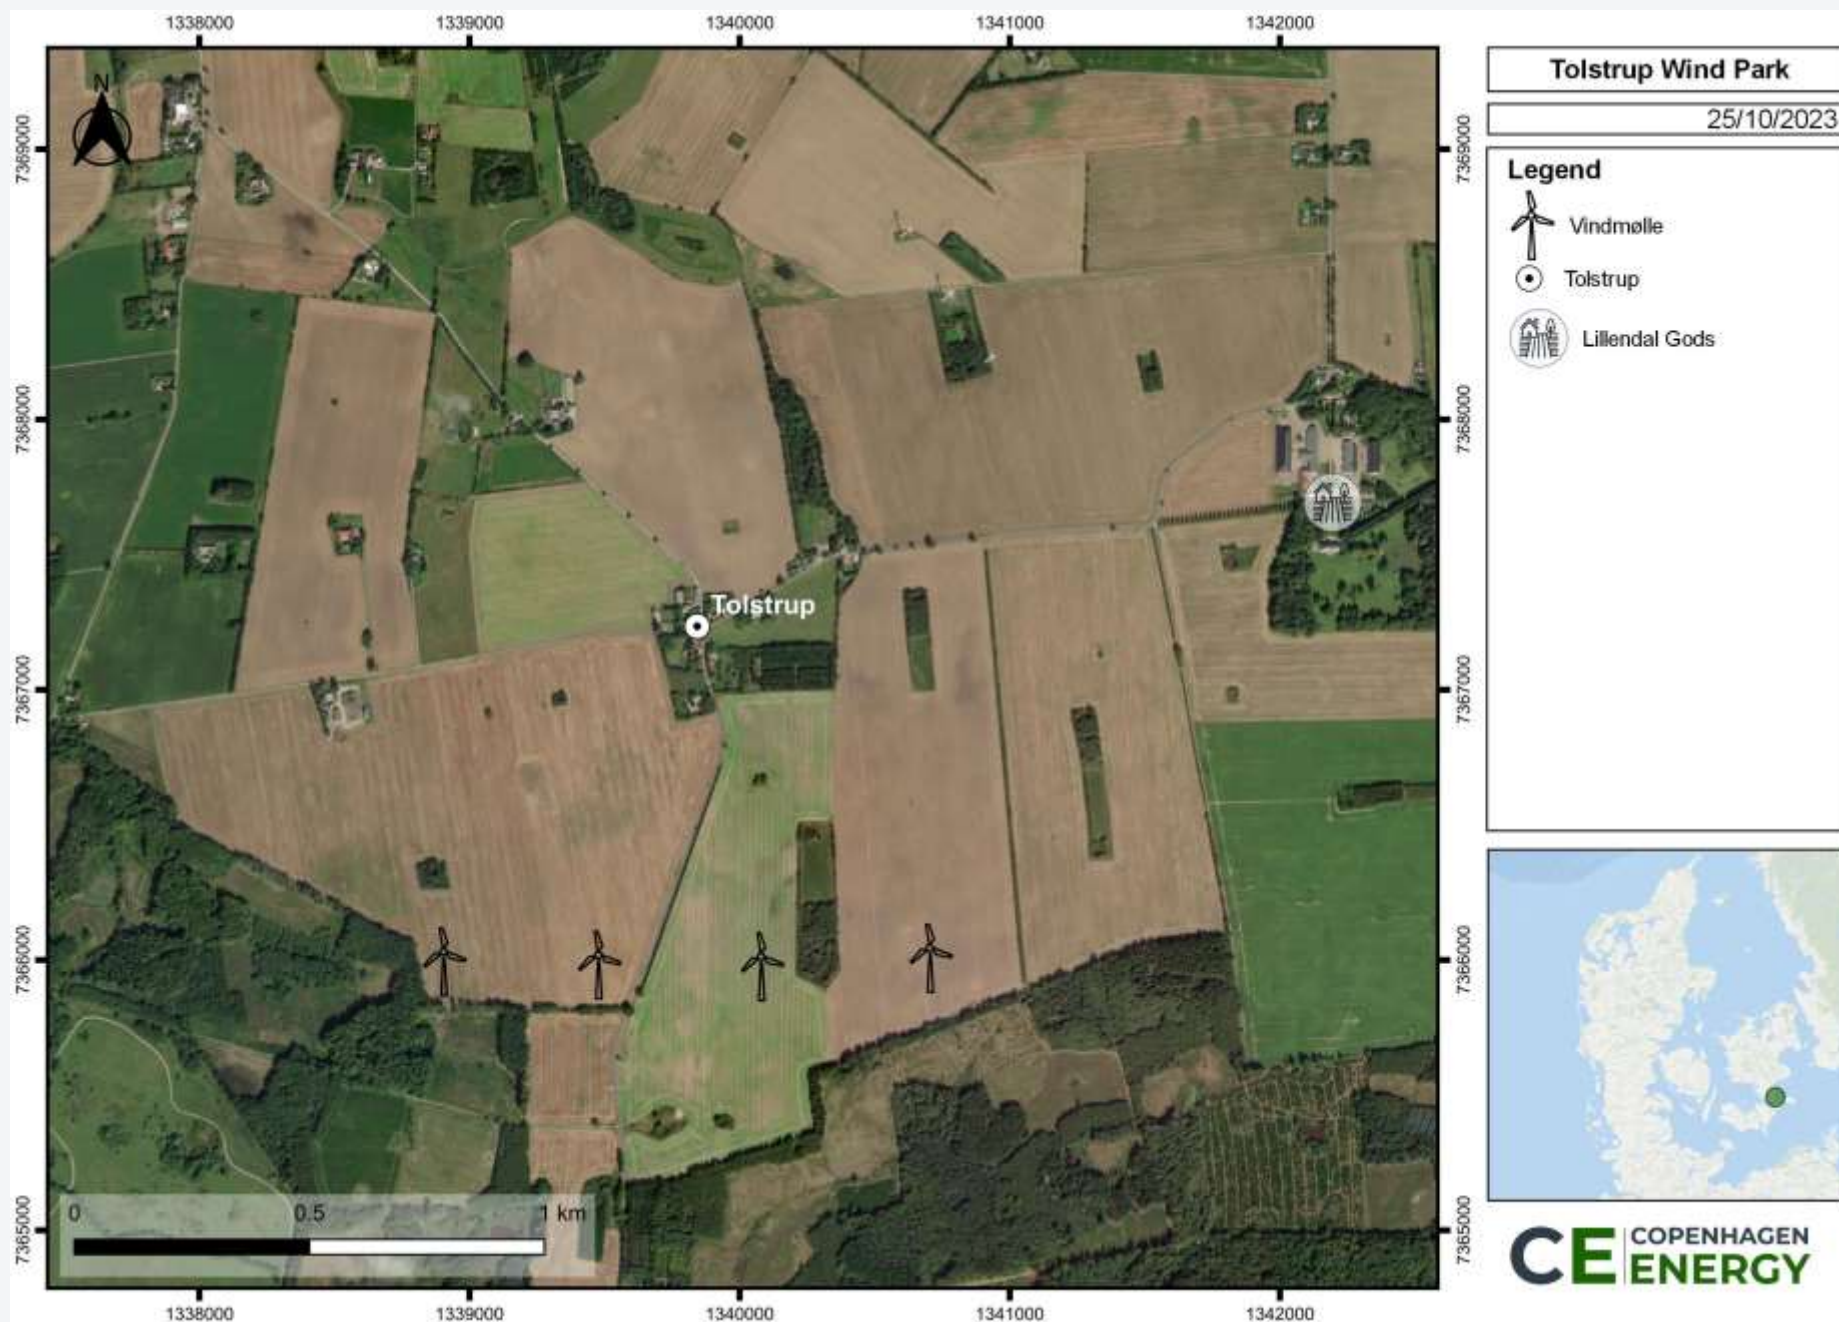 1338000 1339000 1340000 1341000 1342000
Tolstrup Wind Park
25/10/2023
N
7369000 7369000
Legend
Vindmølle
Tolstrup
Lillendal Gods
7368000 7368000
Tolstrup
7367000 7367000
7366000 7366000
7365000 7365000
0 0.5 1 km
CE COPENHAGEN
ENERGY
1338000 1339000 1340000 1341000 1342000